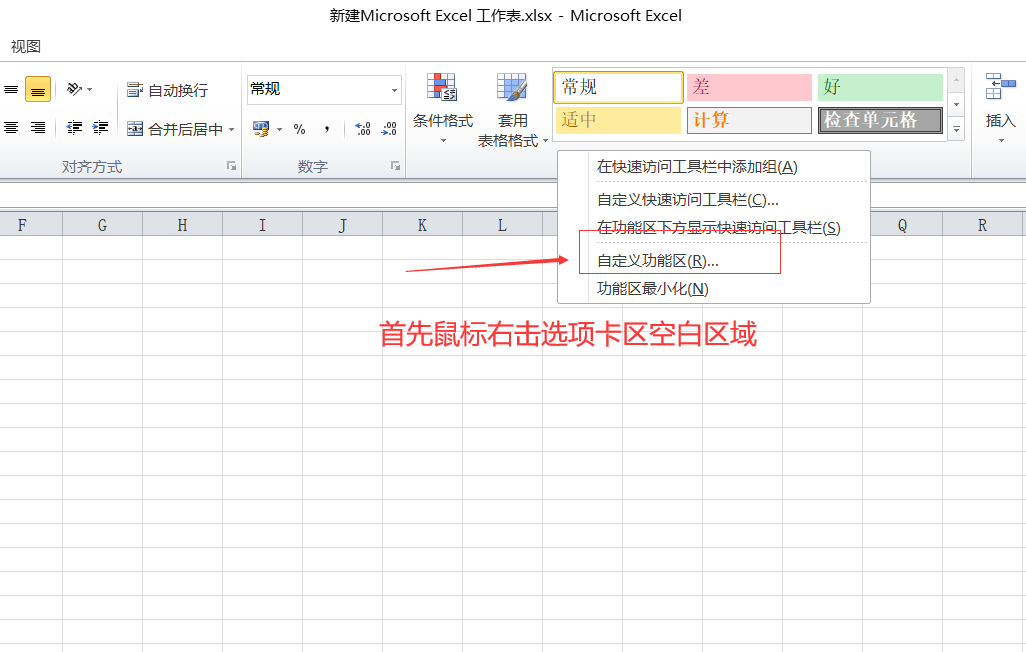 新建Microsoft Excel 工作表.xlsx - Microsoft Excel
视图
自动换行
常规
常规
差
好
合并后居中
%
,
条件格式
套用
表格格式
适中
计算
检查单元格
插入
对齐方式
数字
在快速访问工具栏中添加组(A)
自定义快速访问工具栏(C)...
在功能区下方显示快速访问工具栏(S)
自定义功能区(R)...
功能区最小化(N)
F G H I J K L Q R
首先鼠标右击选项卡区空白区域